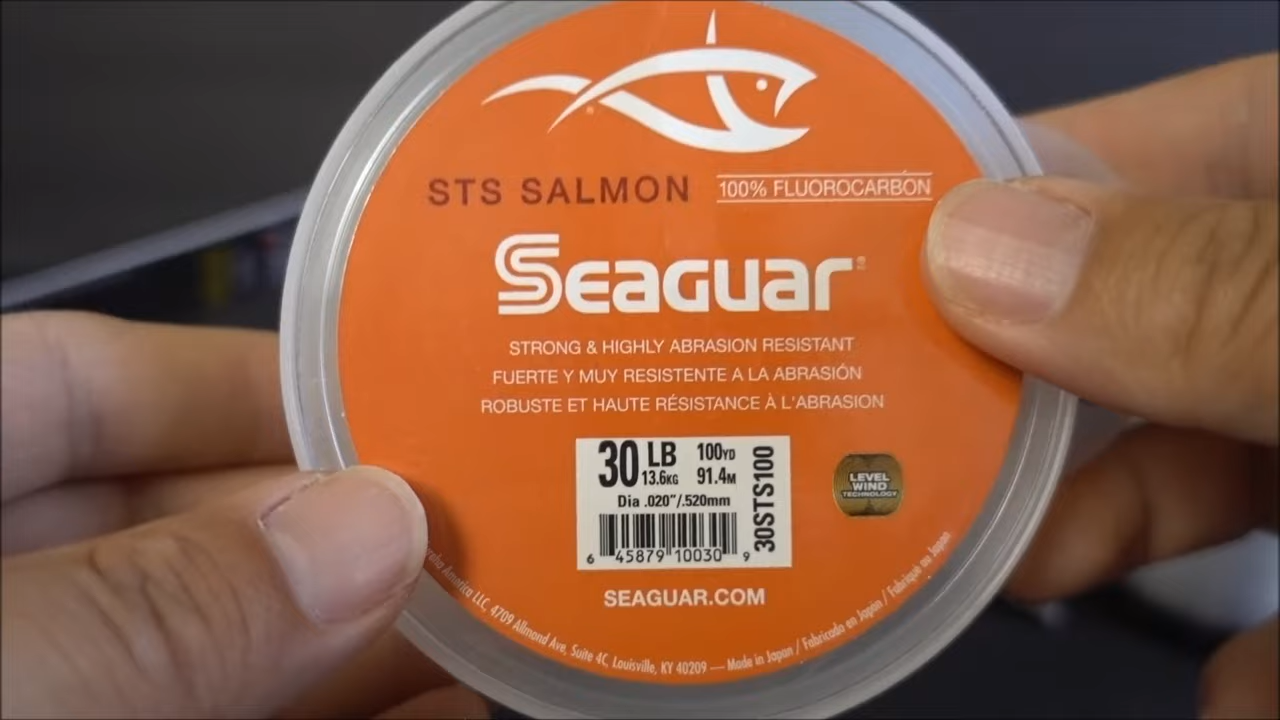 STS SALMON 100% FLUOROCARBON
SEAGUAR®
STRONG & HIGHLY ABRASION RESISTANT
FUERTE Y MUY RESISTENTE A LA ABRASIÓN
ROBUSTE ET HAUTE RÉSISTANCE À L'ABRASION
30 LB 100YD
13.6KG 91.4M
Dia .020"/.520mm
30STS100
6 45879 10030 9
LEVEL
WIND
TECHNOLOGY
SEAGUAR.COM
America LLC, 4709 Allmond Ave, Suite 4C, Louisville, KY 40209 — Made in Japan / Fabricado en Japon / Fabriqué au Japon